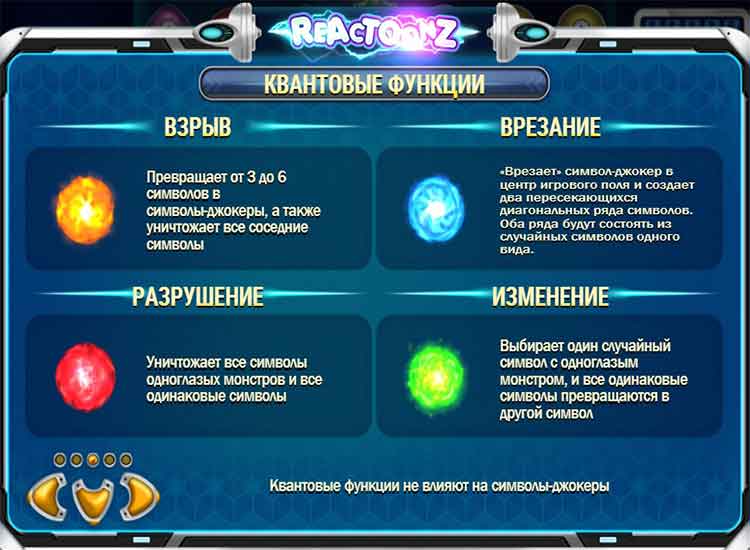 REACTOONZ
КВАНТОВЫЕ ФУНКЦИИ
ВЗРЫВ
Превращает от 3 до 6
символов в
символы-джокеры, а также
уничтожает все соседние
символы
ВРЕЗАНИЕ
«Врезает» символ-джокер в
центр игрового поля и создает
два пересекающихся
диагональных ряда символов.
Оба ряда будут состоять из
случайных символов одного
вида.
РАЗРУШЕНИЕ
Уничтожает все символы
одноглазых монстров и все
одинаковые символы
ИЗМЕНЕНИЕ
Выбирает один случайный
символ с одноглазым
монстром, и все одинаковые
символы превращаются в
другой символ
Квантовые функции не влияют на символы-джокеры